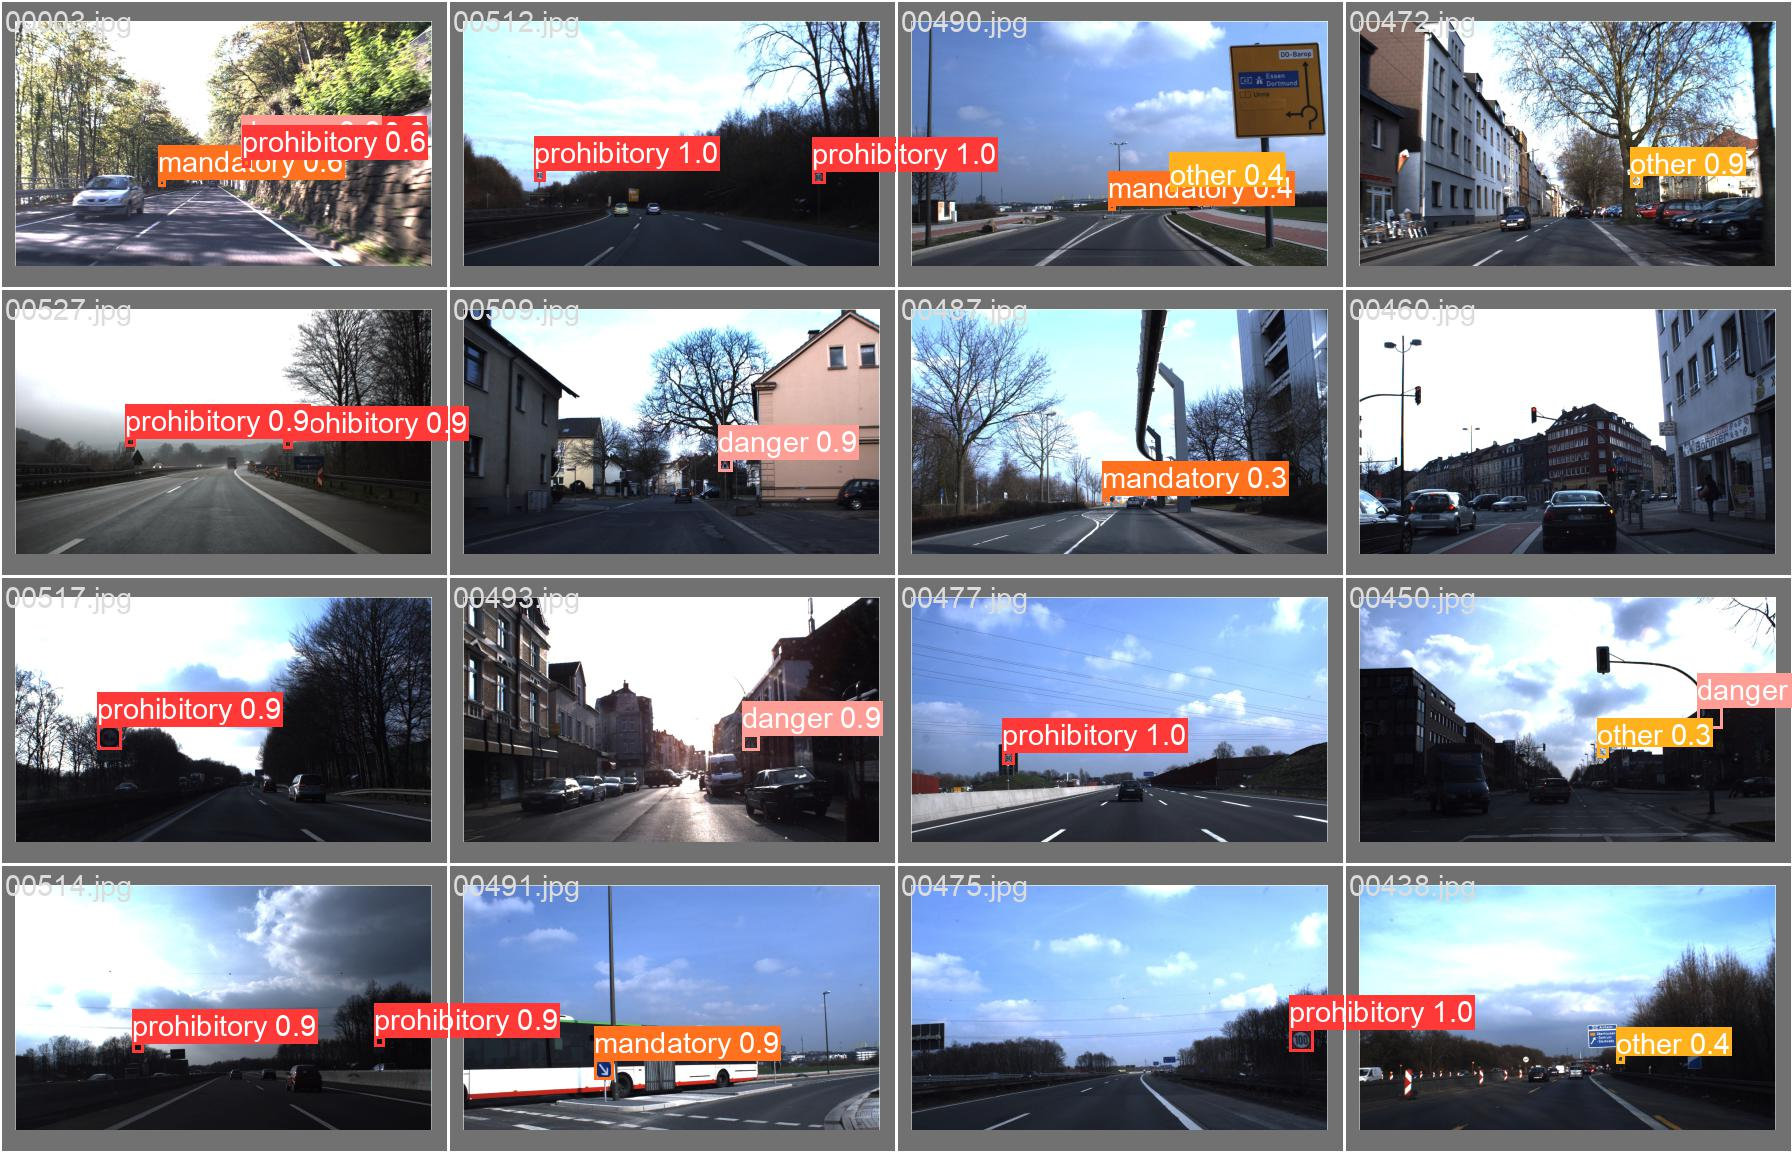 00003.jpg
prohibitory 0.6
mandatory 0.6
00512.jpg
prohibitory 1.0
prohibitory 1.0
00490.jpg
DO-Barop
Essen
Dortmund
Unna
other 0.4
mandatory 0.4
00472.jpg
other 0.9
00527.jpg
prohibitory 0.9
ohibitory 0.9
00509.jpg
danger 0.9
00487.jpg
mandatory 0.3
00460.jpg
00517.jpg
prohibitory 0.9
00493.jpg
danger 0.9
00477.jpg
prohibitory 1.0
00450.jpg
danger
other 0.3
00514.jpg
prohibitory 0.9
prohibitory 0.9
00491.jpg
mandatory 0.9
00475.jpg
prohibitory 1.0
100
00438.jpg
other 0.4